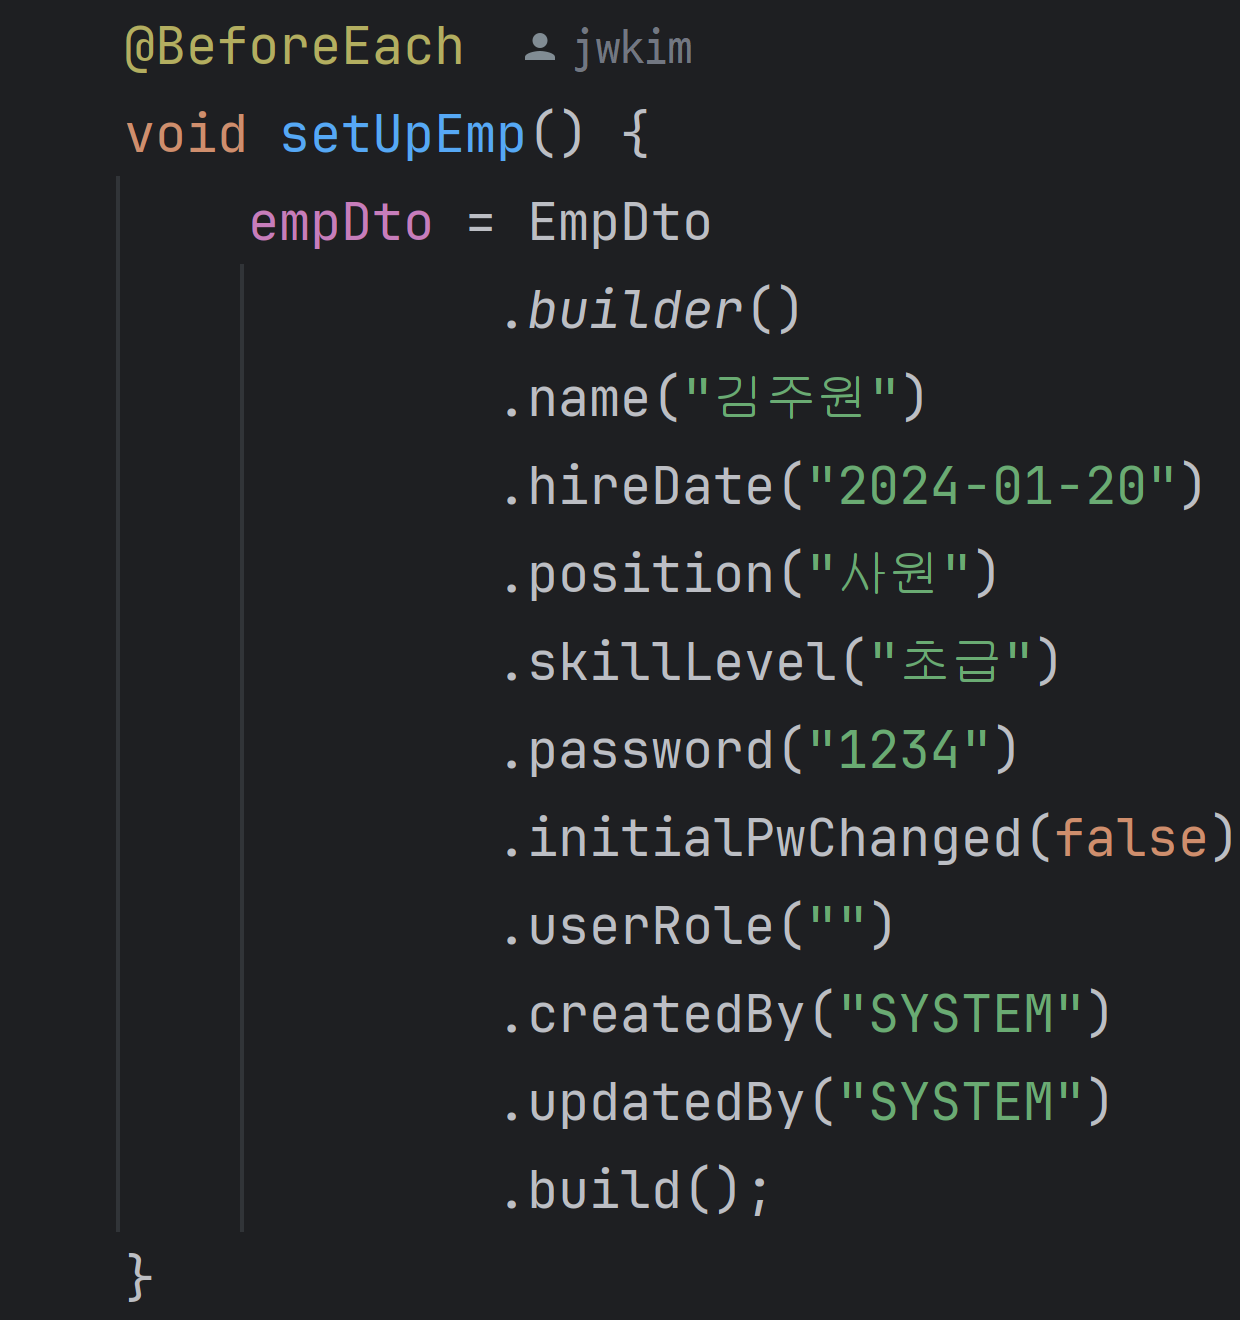 @BeforeEach jwkim
void setUpEmp() {
empDto = EmpDto
.builder()
.name("김주원")
.hireDate("2024-01-20")
.position("사원")
.skillLevel("초급")
.password("1234")
.initialPwChanged(false)
.userRole("")
.createdBy("SYSTEM")
.updatedBy("SYSTEM")
.build();
}